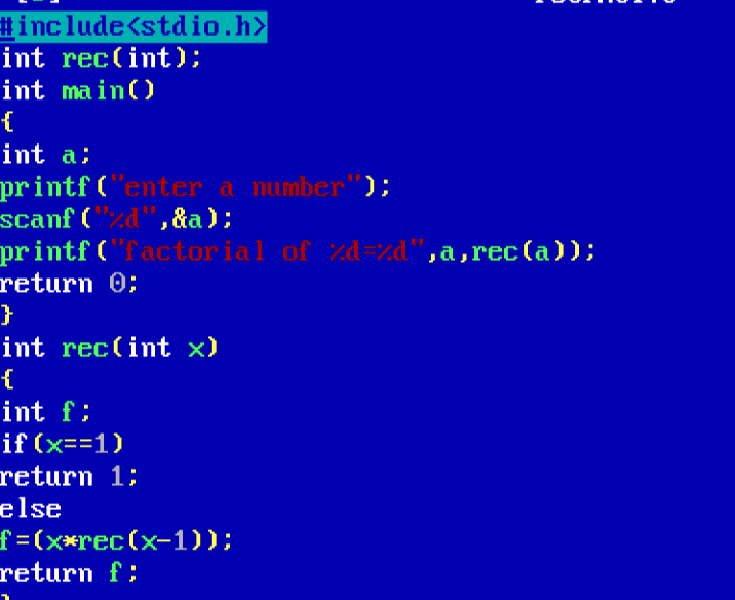 #include<stdio.h>
int rec(int);
int main()
{
int a;
printf("enter a number");
scanf("%d",&a);
printf("factorial of %d=%d",a,rec(a));
return 0;
}
int rec(int x)
{
int f;
if(x==1)
return 1;
else
f=(x*rec(x-1));
return f;
}